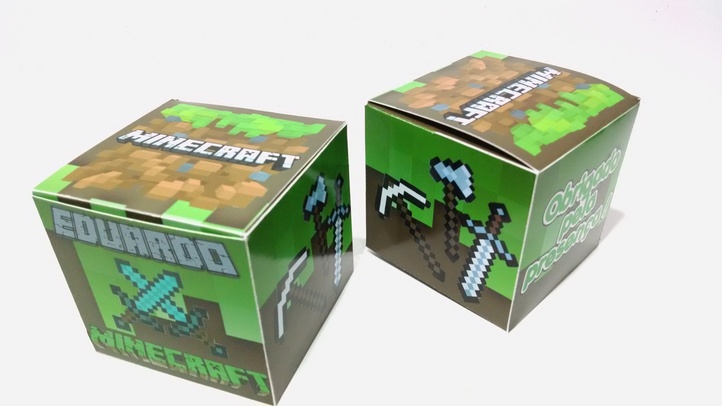 MINECRAFT
EDUARDO
MINECRAFT
MINECRAFT
Obrigado
pela
presença!